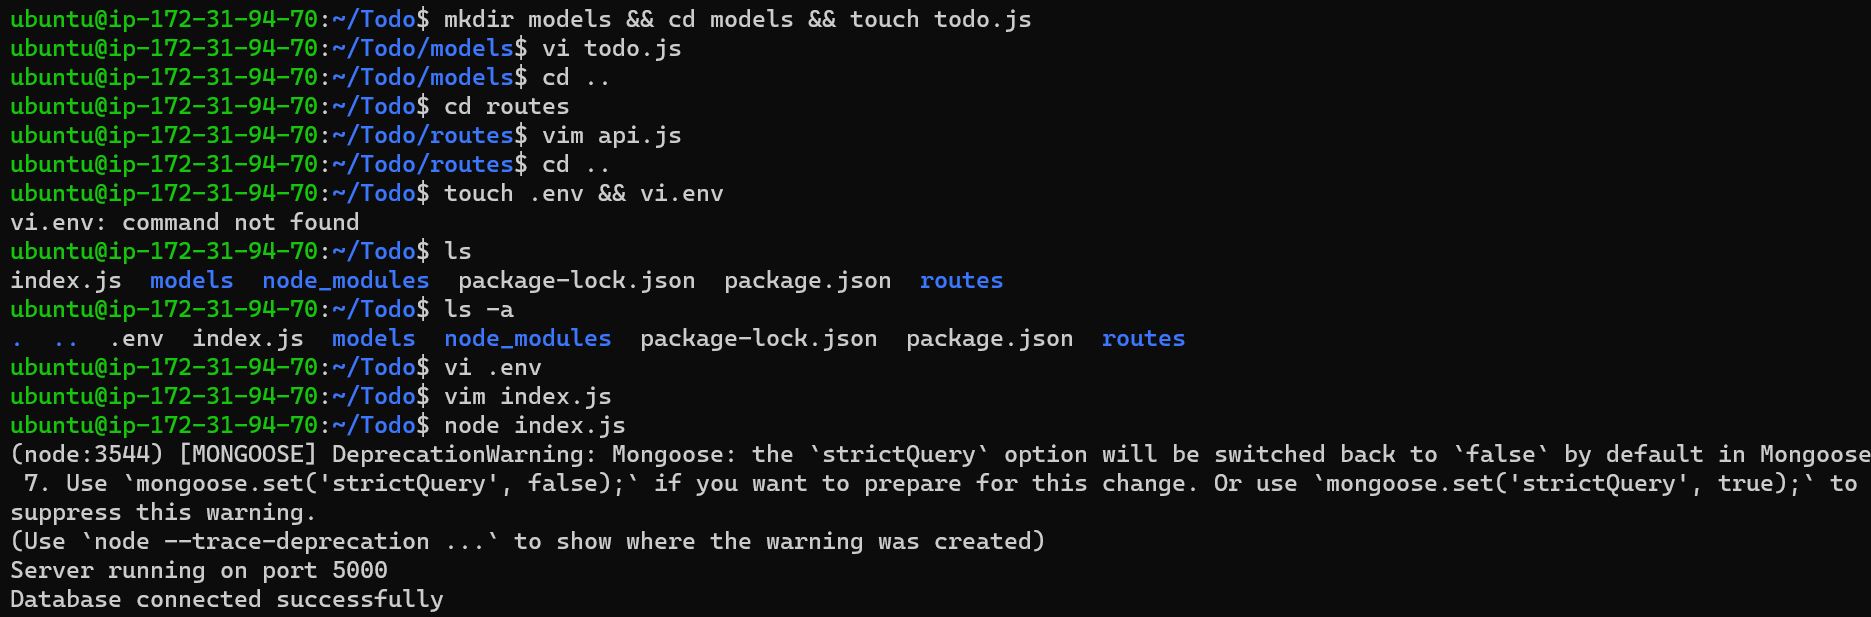 ubuntu@ip-172-31-94-70:~/Todo$ mkdir models && cd models && touch todo.js
ubuntu@ip-172-31-94-70:~/Todo/models$ vi todo.js
ubuntu@ip-172-31-94-70:~/Todo/models$ cd ..
ubuntu@ip-172-31-94-70:~/Todo$ cd routes
ubuntu@ip-172-31-94-70:~/Todo/routes$ vim api.js
ubuntu@ip-172-31-94-70:~/Todo/routes$ cd ..
ubuntu@ip-172-31-94-70:~/Todo$ touch .env && vi.env
vi.env: command not found
ubuntu@ip-172-31-94-70:~/Todo$ ls
index.js  models  node_modules  package-lock.json  package.json  routes
ubuntu@ip-172-31-94-70:~/Todo$ ls -a
.  ..  .env  index.js  models  node_modules  package-lock.json  package.json  routes
ubuntu@ip-172-31-94-70:~/Todo$ vi .env
ubuntu@ip-172-31-94-70:~/Todo$ vim index.js
ubuntu@ip-172-31-94-70:~/Todo$ node index.js
(node:3544) [MONGOOSE] DeprecationWarning: Mongoose: the `strictQuery` option will be switched back to `false` by default in Mongoose
 7. Use `mongoose.set('strictQuery', false);` if you want to prepare for this change. Or use `mongoose.set('strictQuery', true);` to
suppress this warning.
(Use `node --trace-deprecation ...` to show where the warning was created)
Server running on port 5000
Database connected successfully